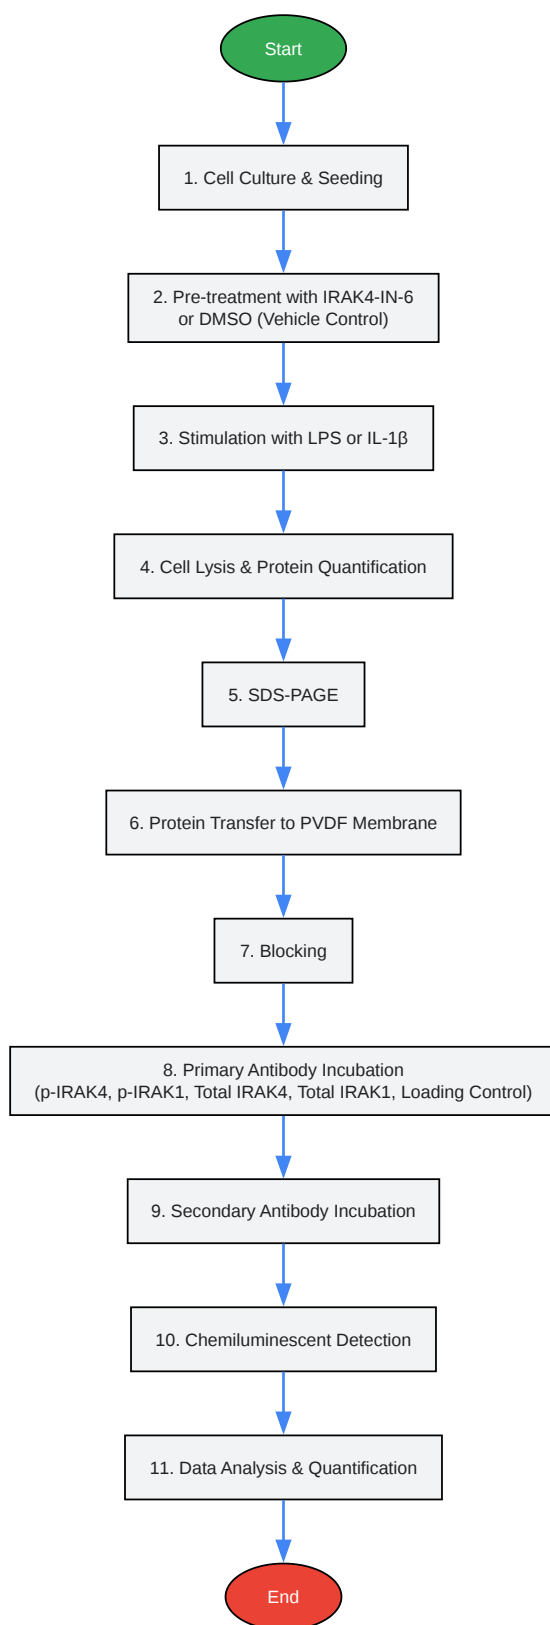 Start
1. Cell Culture & Seeding
2. Pre-treatment with IRAK4-IN-6
or DMSO (Vehicle Control)
3. Stimulation with LPS or IL-1β
4. Cell Lysis & Protein Quantification
5. SDS-PAGE
6. Protein Transfer to PVDF Membrane
7. Blocking
8. Primary Antibody Incubation
(p-IRAK4, p-IRAK1, Total IRAK4, Total IRAK1, Loading Control)
9. Secondary Antibody Incubation
10. Chemiluminescent Detection
11. Data Analysis & Quantification
End